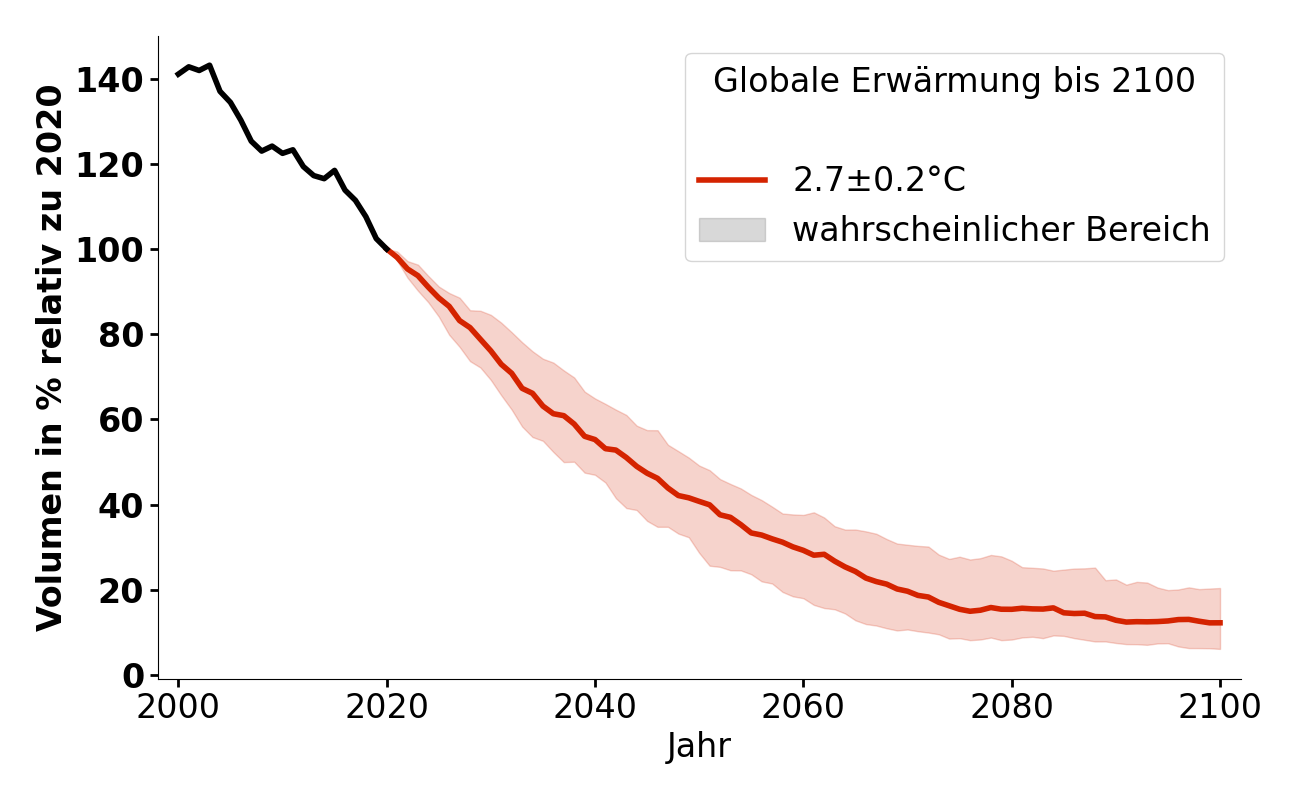 Globale Erwärmung bis 2100
2.7±0.2°C
wahrscheinlicher Bereich
Volumen in % relativ zu 2020
140
120
100
80
60
40
20
0
2000 2020 2040 2060 2080 2100
Jahr